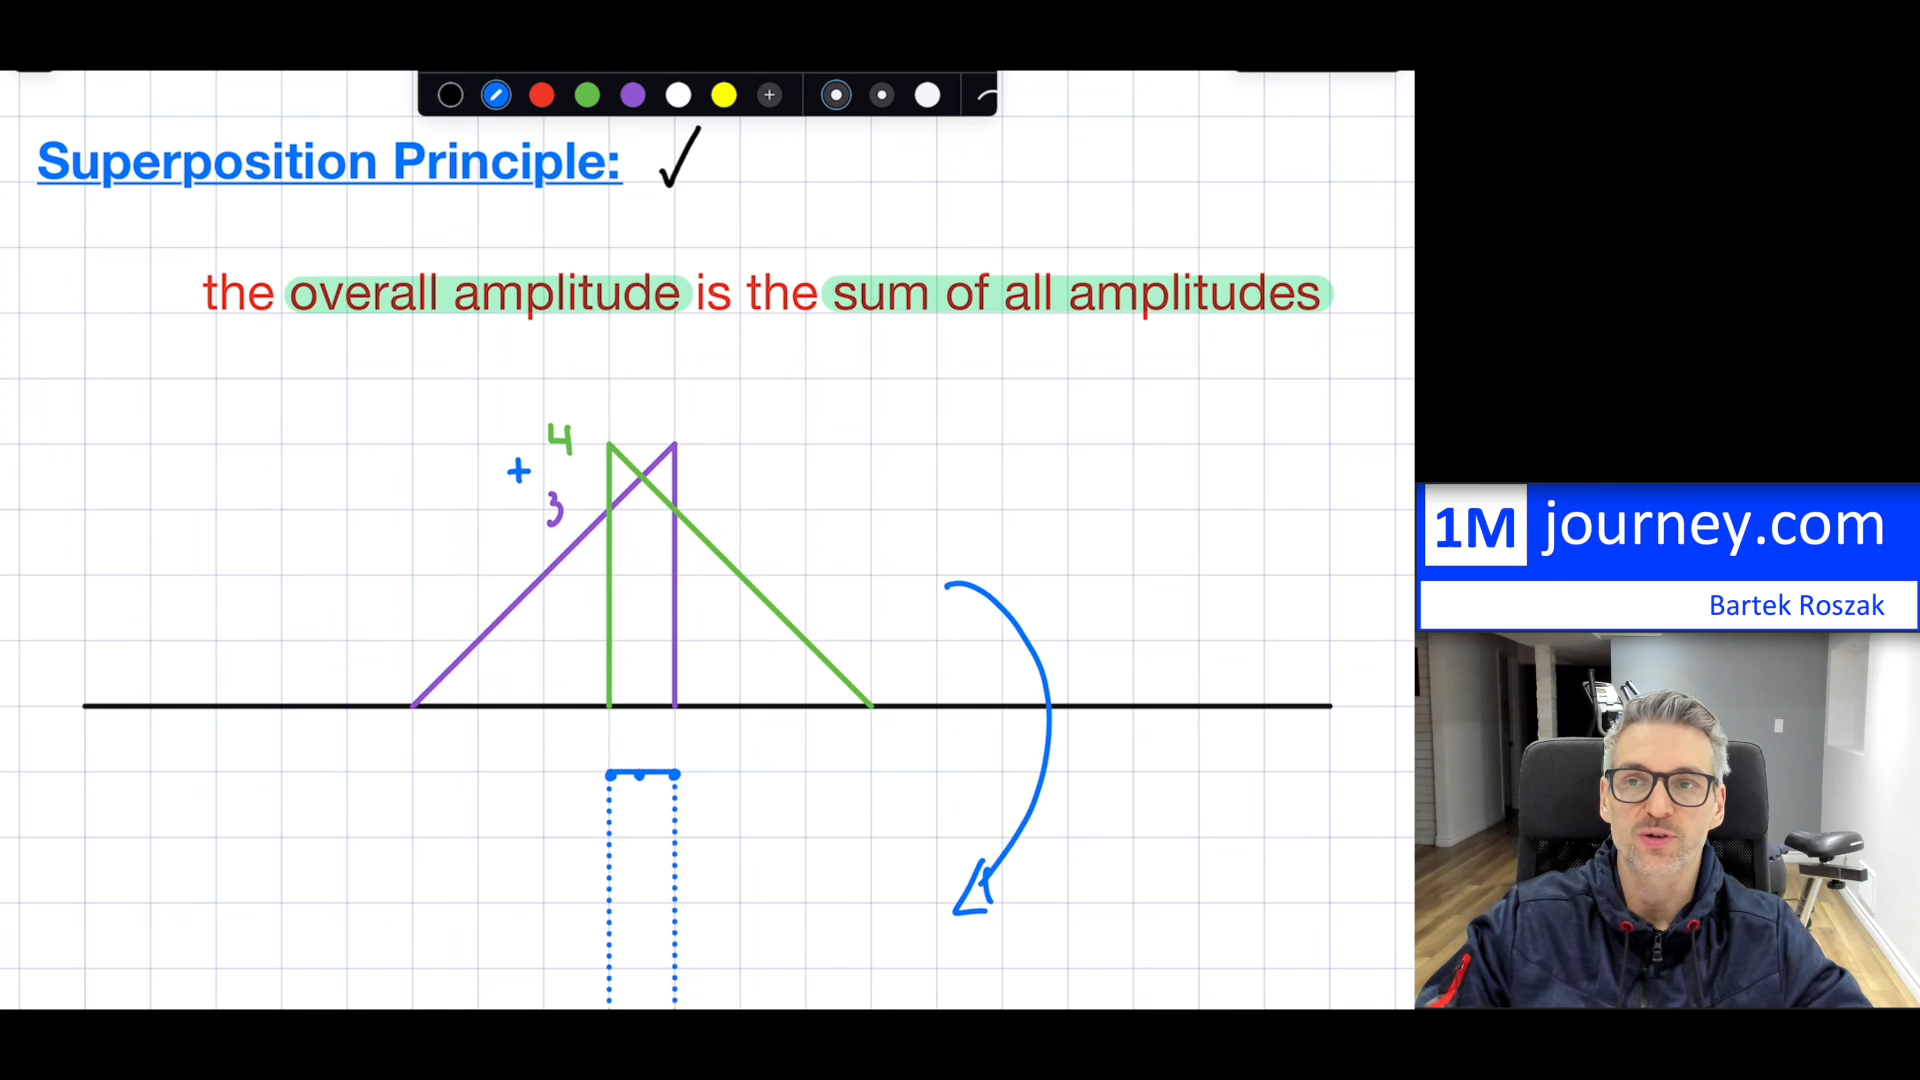 Superposition Principle:
the overall amplitude is the sum of all amplitudes
4
+
3
1M journey.com
Bartek Roszak